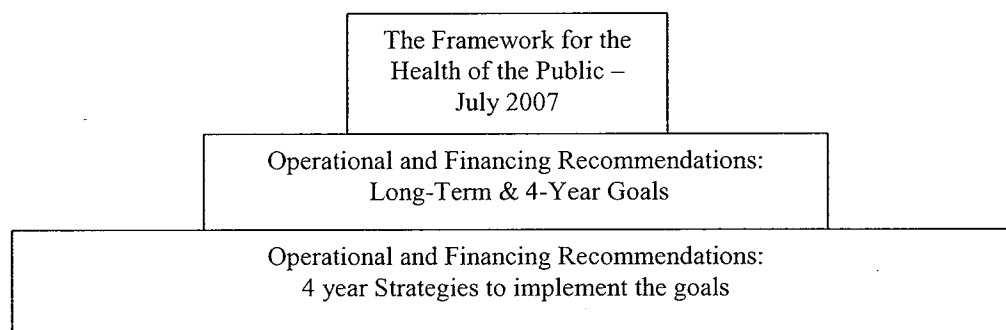 The Framework for the
Health of the Public –
July 2007
Operational and Financing Recommendations:
Long-Term & 4-Year Goals
Operational and Financing Recommendations:
4 year Strategies to implement the goals